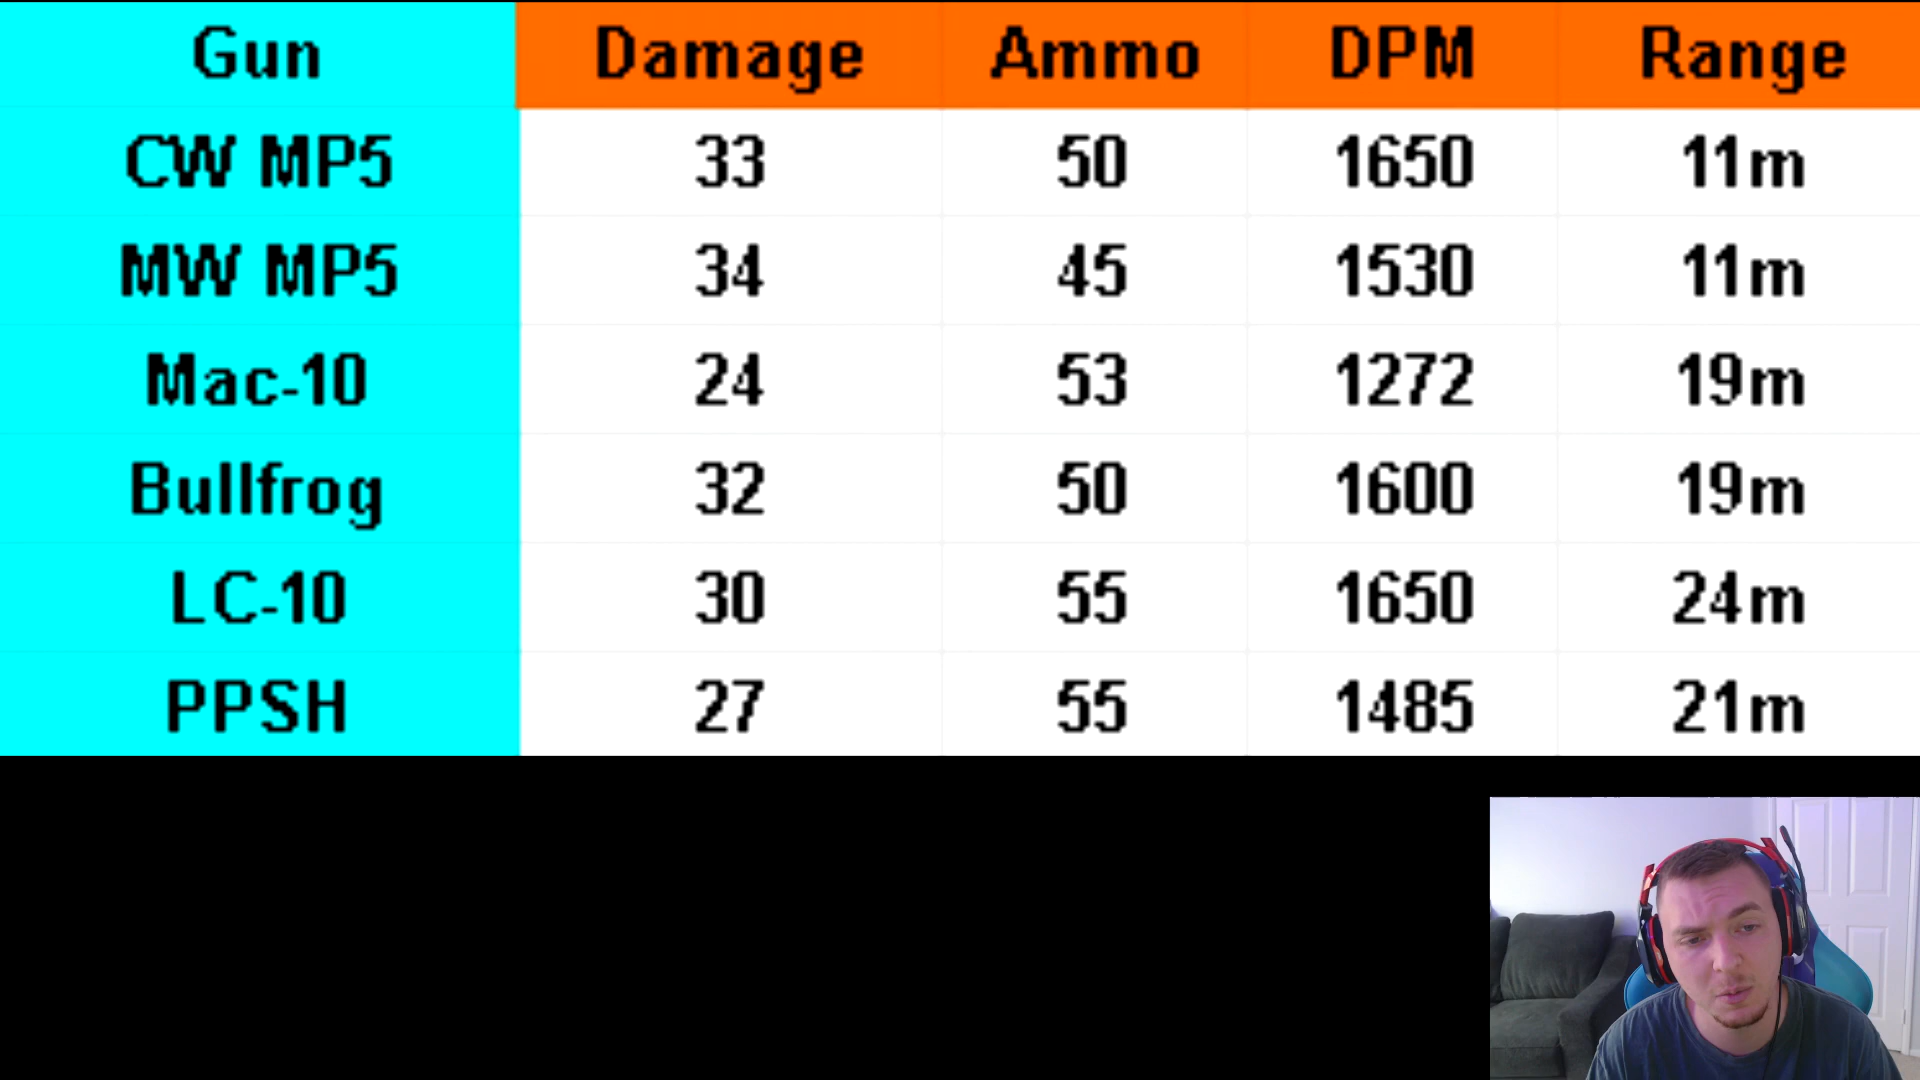 Gun Damage Ammo DPM Range
CW MP5 33 50 1650 11m
MW MP5 34 45 1530 11m
Mac-10 24 53 1272 19m
Bullfrog 32 50 1600 19m
LC-10 30 55 1650 24m
PPSH 27 55 1485 21m